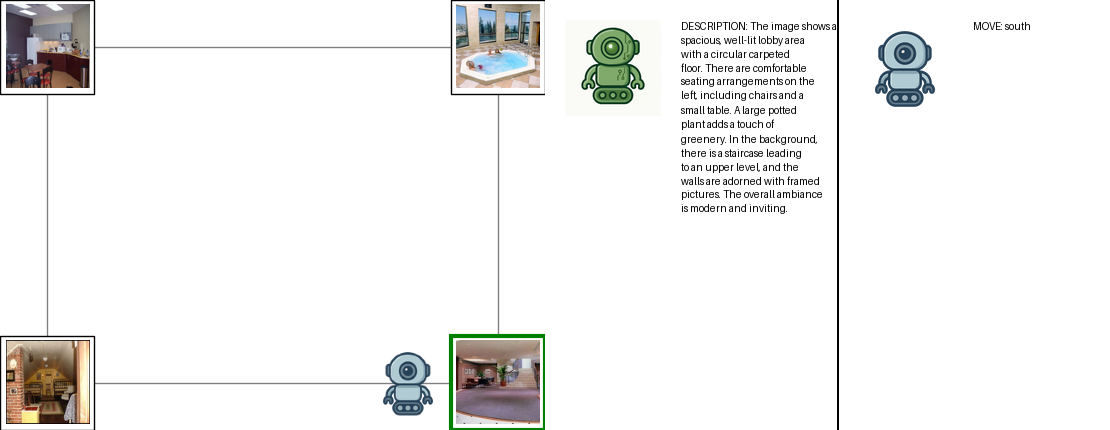 DESCRIPTION: The image shows a
spacious, well-lit lobby area
with a circular carpeted
floor. There are comfortable
seating arrangements on the
left, including chairs and a
small table. A large potted
plant adds a touch of
greenery. In the background,
there is a staircase leading
to an upper level, and the
walls are adorned with framed
pictures. The overall ambiance
is modern and inviting.
MOVE: south